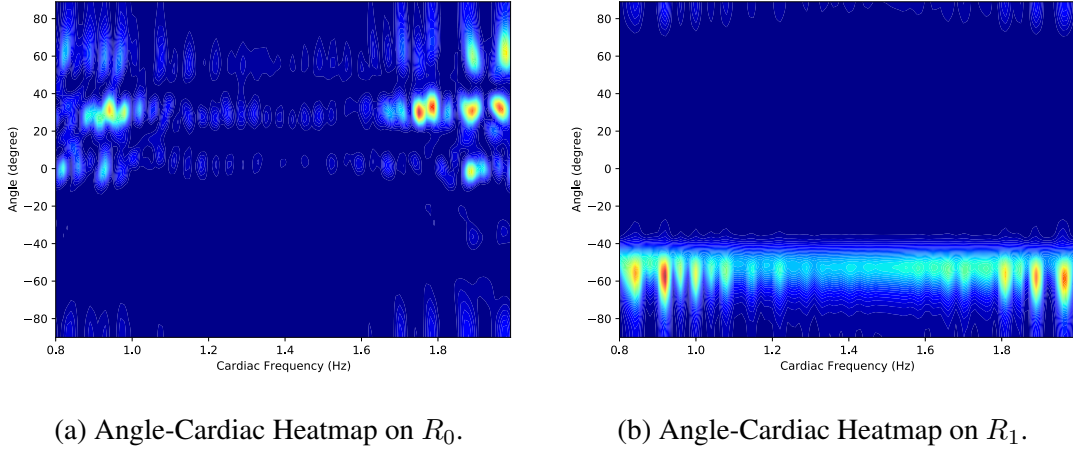 80
60
40
20
0
−20
−40
−60
−80
Angle (degree)
0.8 1.0 1.2 1.4 1.6 1.8
Cardiac Frequency (Hz)
80
60
40
20
0
−20
−40
−60
−80
Angle (degree)
0.8 1.0 1.2 1.4 1.6 1.8
Cardiac Frequency (Hz)
(a) Angle-Cardiac Heatmap on R₀.
(b) Angle-Cardiac Heatmap on R₁.